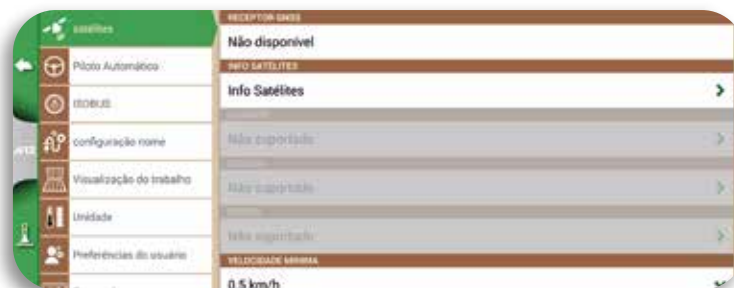 satélites
Piloto Automático
ISOBUS
configuração nome
Visualização do trabalho
Unidade
Preferências do usuário
RECEPTOR GNSS
Não disponível
INFO SATÉLITES
Info Satélites
Não suportado
Não suportado
Não suportado
VELOCIDADE MÍNIMA
0.5 km/h